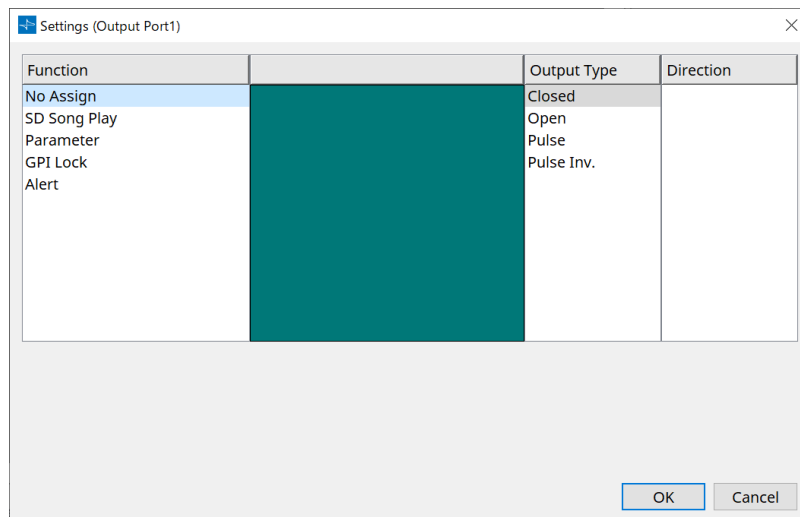 Settings (Output Port1)
Function Output Type Direction
No Assign Closed
SD Song Play Open
Parameter Pulse
GPI Lock Pulse Inv.
Alert
OK Cancel